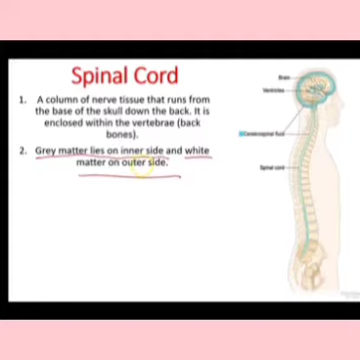 Spinal Cord
1. A column of nerve tissue that runs from
the base of the skull down the back. It is
enclosed within the vertebrae (back
bones).
2. Grey matter lies on inner side and white
matter on outer side.
Brain
Ventricles
Cerebrospinal fluid
Spinal cord